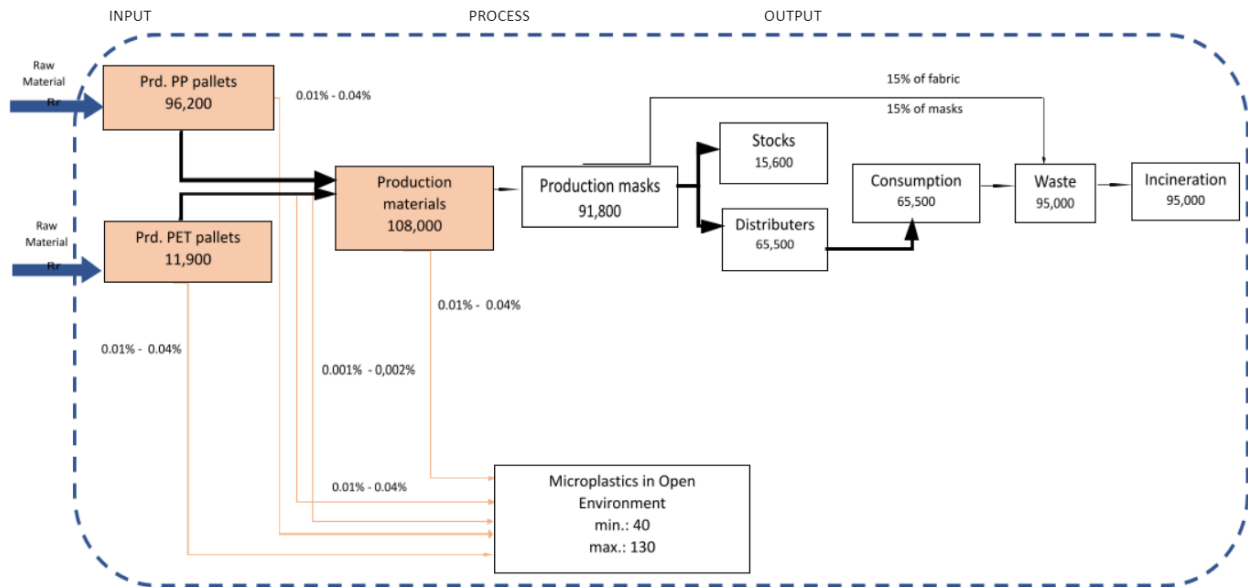 INPUT
PROCESS
OUTPUT
Raw
Material
Rr
Prd. PP pallets
96,200
0.01% - 0.04%
15% of fabric
15% of masks
Stocks
15,600
Production
materials
108,000
Production masks
91,800
Consumption
65,500
Waste
95,000
Incineration
95,000
Raw
Material
Rr
Prd. PET pallets
11,900
Distributers
65,500
0.01% - 0.04%
0.01% - 0.04%
0.001% - 0,002%
0.01% - 0.04%
Microplastics in Open
Environment
min.: 40
max.: 130